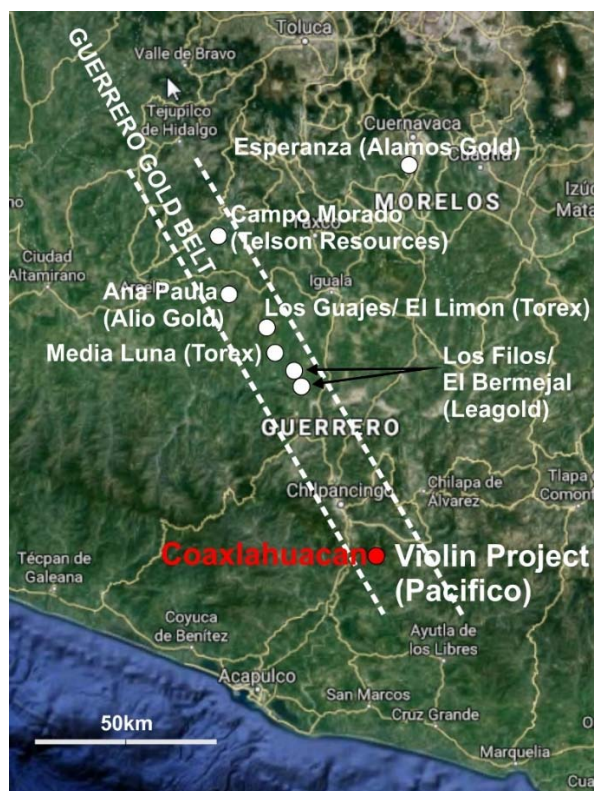 Toluca
Valle de Bravo
GUERRERO GOLD BELT
Tejupilco
de Hidalgo
Cuernavaca
Esperanza (Alamos Gold)
Cuautla
MORELOS
Izúc
Mata
Campo Morado
(Telson Resources)
Taxco
Ciudad
Altamirano
Arcelia
Iguala
Ana Paula
(Alio Gold)
Los Guajes/ El Limon (Torex)
Media Luna (Torex)
Los Filos/
El Bermejal
(Leagold)
GUERRERO
Chilpancingo
Chilapa de
Álvarez
Tlapa d
Comont
Coaxlahuacan
Violin Project
(Pacifico)
Técpan de
Galeana
Coyuca
de Benítez
Ayutla de
los Libres
Acapulco
San Marcos
Cruz Grande
50km
Marquelia
Cua